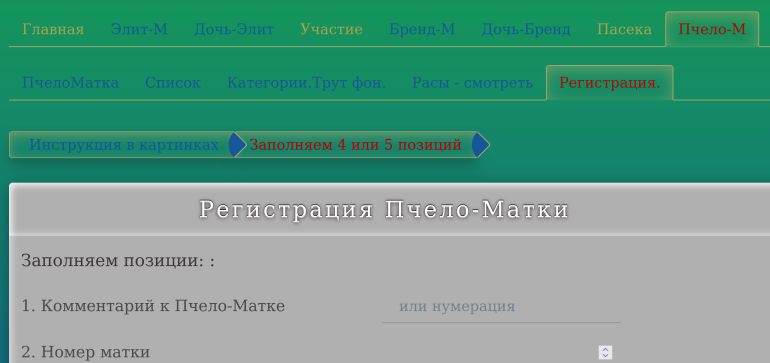 Главная Элит-М Дочь-Элит Участие Бренд-М Дочь-Бренд Пасека Пчело-М
ПчелоМатка Список Категории.Трут фон. Расы - смотреть Регистрация.
Инструкция в картинках Заполняем 4 или 5 позиций
Регистрация Пчело-Матки
Заполняем позиции: :
1. Комментарий к Пчело-Матке или нумерация
2. Номер матки